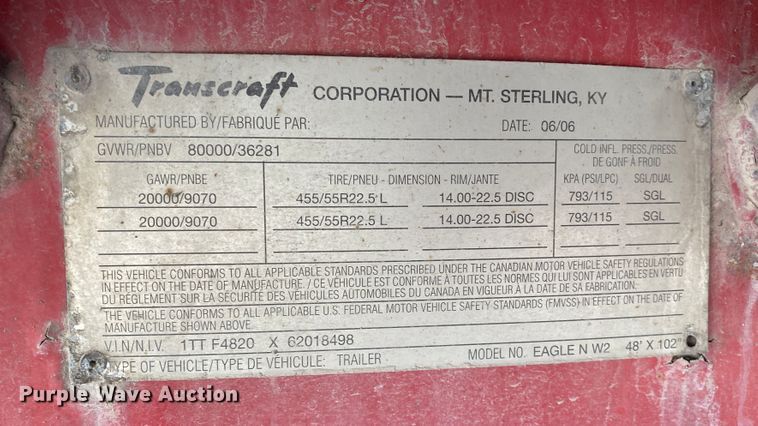 Transcraft CORPORATION — MT. STERLING, KY
MANUFACTURED BY/FABRIQUÉ PAR: DATE: 06/06
GVWR/PNBV 80000/36281 COLD INFL. PRESS./PRESS. DE GONF À FROID
GAWR/PNBE TIRE/PNEU - DIMENSION - RIM/JANTE KPA (PSI/LPC) SGL/DUAL
20000/9070 455/55R22.5 L 14.00-22.5 DISC 793/115 SGL
20000/9070 455/55R22.5 L 14.00-22.5 DISC 793/115 SGL
THIS VEHICLE CONFORMS TO ALL APPLICABLE STANDARDS PRESCRIBED UNDER THE CANADIAN MOTOR VEHICLE SAFETY REGULATIONS
IN EFFECT ON THE DATE OF MANUFACTURE. / CE VÉHICULE EST CONFORME À TOUTES LES NORMES QUI LUI SONT APPLICABLES EN VERTU
DU RÈGLEMENT SUR LA SÉCURITÉ DES VÉHICULES AUTOMOBILES DU CANADA EN VIGUEUR À LA DATE DE SA FABRICATION.
THE VEHICLE CONFORMS TO ALL APPLICABLE U.S. FEDERAL MOTOR VEHICLE SAFETY STANDARDS (FMVSS) IN EFFECT ON THE DATE OF
MANUFACTURE SHOWN ABOVE.
V.I.N/N.I.V. 1TT F4820 X 62018498
TYPE OF VEHICLE/TYPE DE VÉHICULE: TRAILER MODEL NO. EAGLE N W2 48' X 102"
Purple Wave Auction